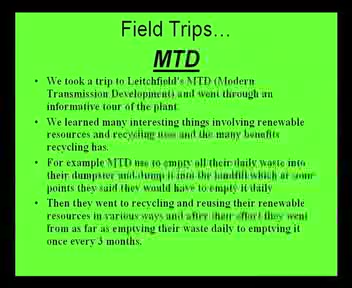 Field Trips...
MTD
• We took a trip to Leitchfield's MTD (Modern
Transmission Development) and went through an
informative tour of the plant.
• We learned many interesting things involving renewable
resources and recycling uses and the many benefits
recycling has.
• For example MTD use to empty all their daily waste into
their dumpster and dump it into the landfill which at some
points they said they would have to empty it daily
• Then they went to recycling and reusing their renewable
resources in various ways and after their effort they went
from as far as emptying their waste daily to emptying it
once every 3 months.